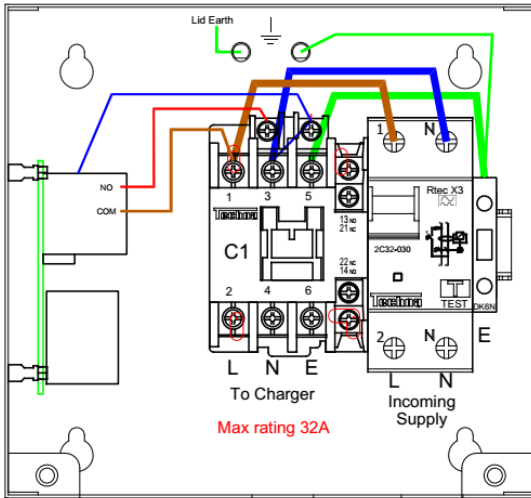 Lid Earth
1 N
NO
COM
1 3 5
Rtec X3
Techna
13 NO
21 NC
C1
2C32-030
22 NC
14 NO
Techna
TEST
DK6N
2 4 6
2 N E
L N E
L N
To Charger
Incoming
Supply
Max rating 32A